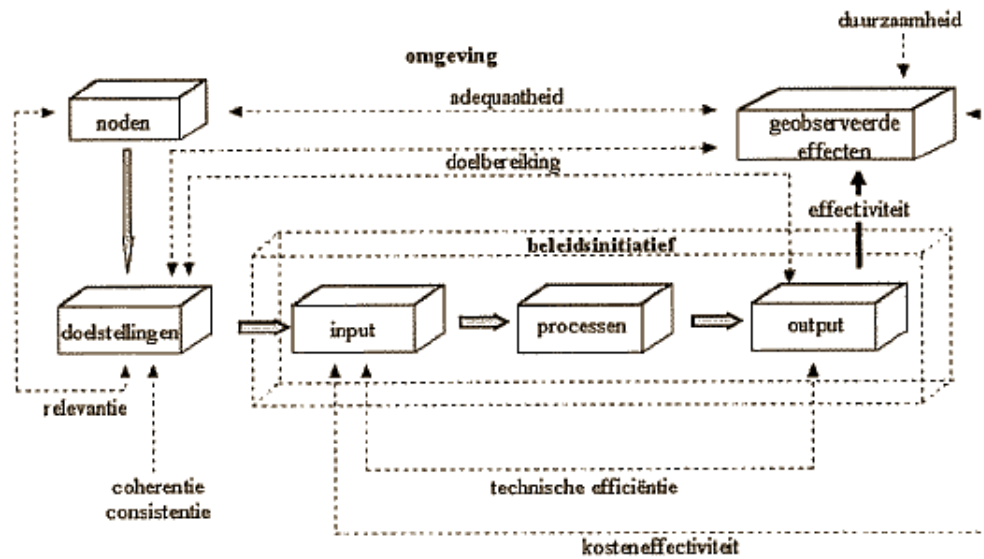 duurzaamheid
omgeving
noden
adequaatheid
geobserveerde
effecten
doelbereiking
effectiviteit
beleidsinitiatief
doelstellingen
input
processen
output
relevantie
coherentie
consistentie
technische efficiëntie
kosteneffectiviteit